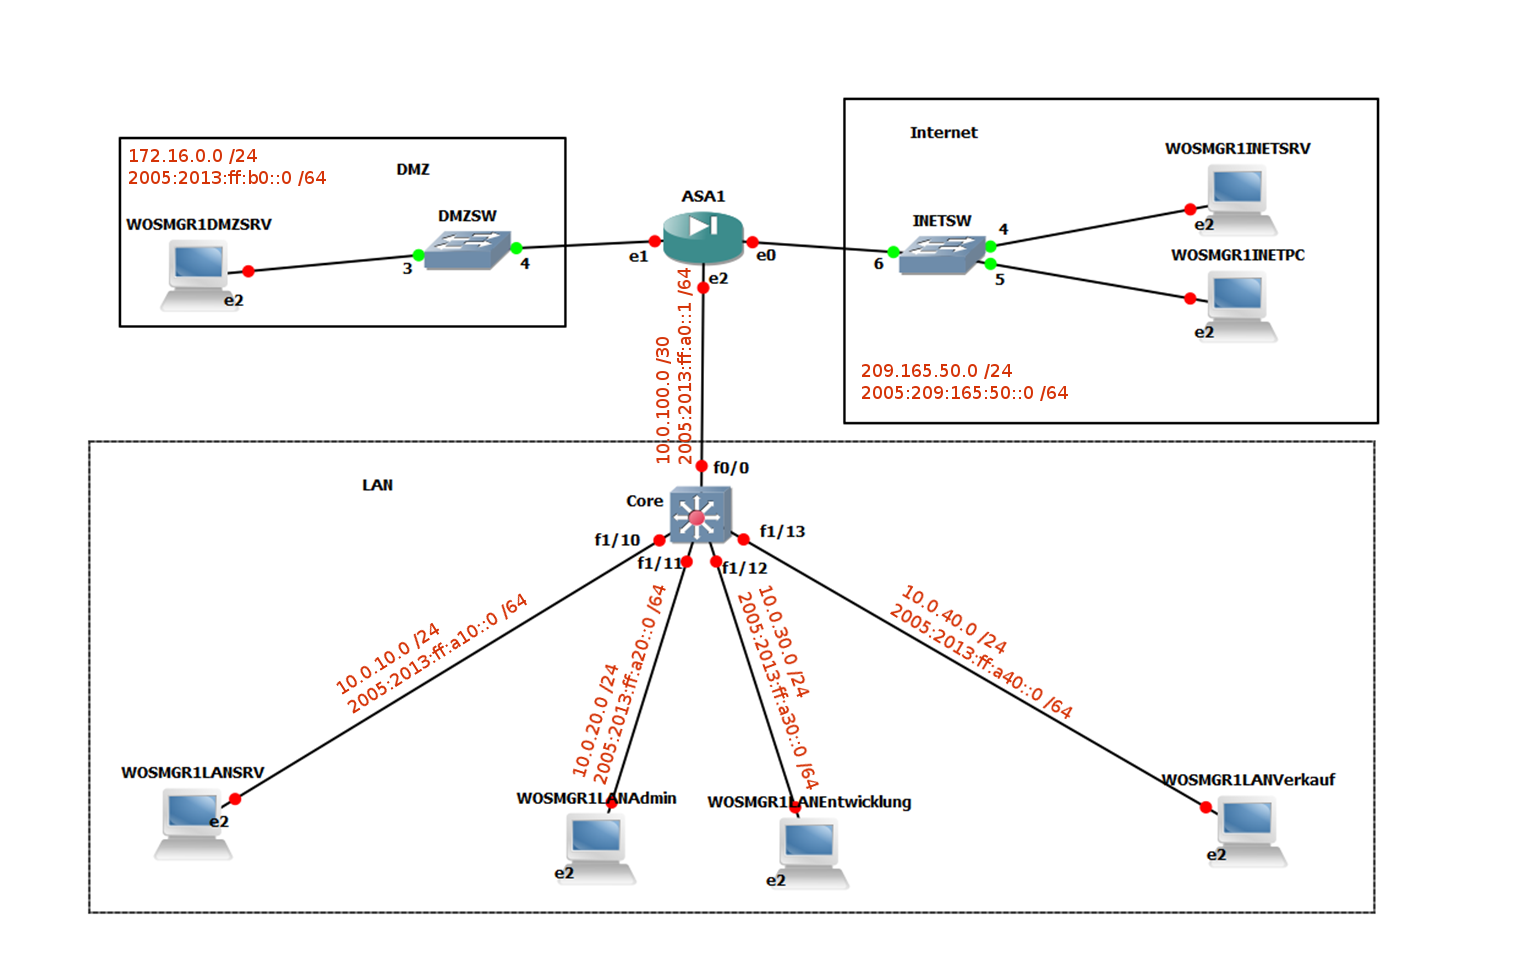 Internet
172.16.0.0 /24
2005:2013:ff:b0::0 /64
DMZ
WOSMGR1DMZSRV
DMZSW
3
4
e2
ASA1
e1
e0
e2
WOSMGR1INETSRV
INETSW
4
e2
6
5
WOSMGR1INETPC
e2
209.165.50.0 /24
2005:209:165:50::0 /64
10.0.100.0 /30
2005:2013:ff:a0::1 /64
LAN
f0/0
Core
f1/10
f1/11
f1/12
f1/13
10.0.10.0 /24
2005:2013:ff:a10::0 /64
10.0.20.0 /24
2005:2013:ff:a20::0 /64
10.0.30.0 /24
2005:2013:ff:a30::0 /64
10.0.40.0 /24
2005:2013:ff:a40::0 /64
WOSMGR1LANSRV
e2
WOSMGR1LANAdmin
e2
WOSMGR1LANEntwicklung
e2
WOSMGR1LANVerkauf
e2